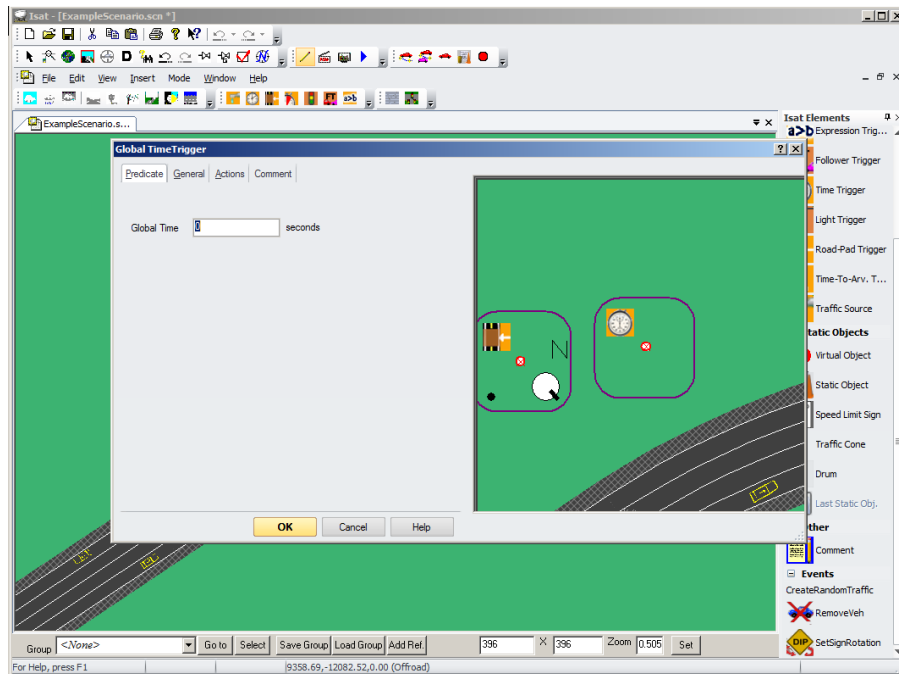 Isat - [ExampleScenario.scn *]
File Edit View Insert Mode Window Help
ExampleScenario.s...
Isat Elements
a>b Expression Trig...
Follower Trigger
Time Trigger
Light Trigger
Road-Pad Trigger
Time-To-Arv. T...
Traffic Source
tatic Objects
Virtual Object
Static Object
Speed Limit Sign
Traffic Cone
Drum
Last Static Obj.
ther
Comment
Events
CreateRandomTraffic
RemoveVeh
DIP SetSignRotation
Global TimeTrigger
Predicate General Actions Comment
Global Time 0 seconds
N
OK Cancel Help
Group <None> Go to Select Save Group Load Group Add Ref. 396 X 396 Zoom 0.505 Set
For Help, press F1 9358.69,-12082.52,0.00 (Offroad)